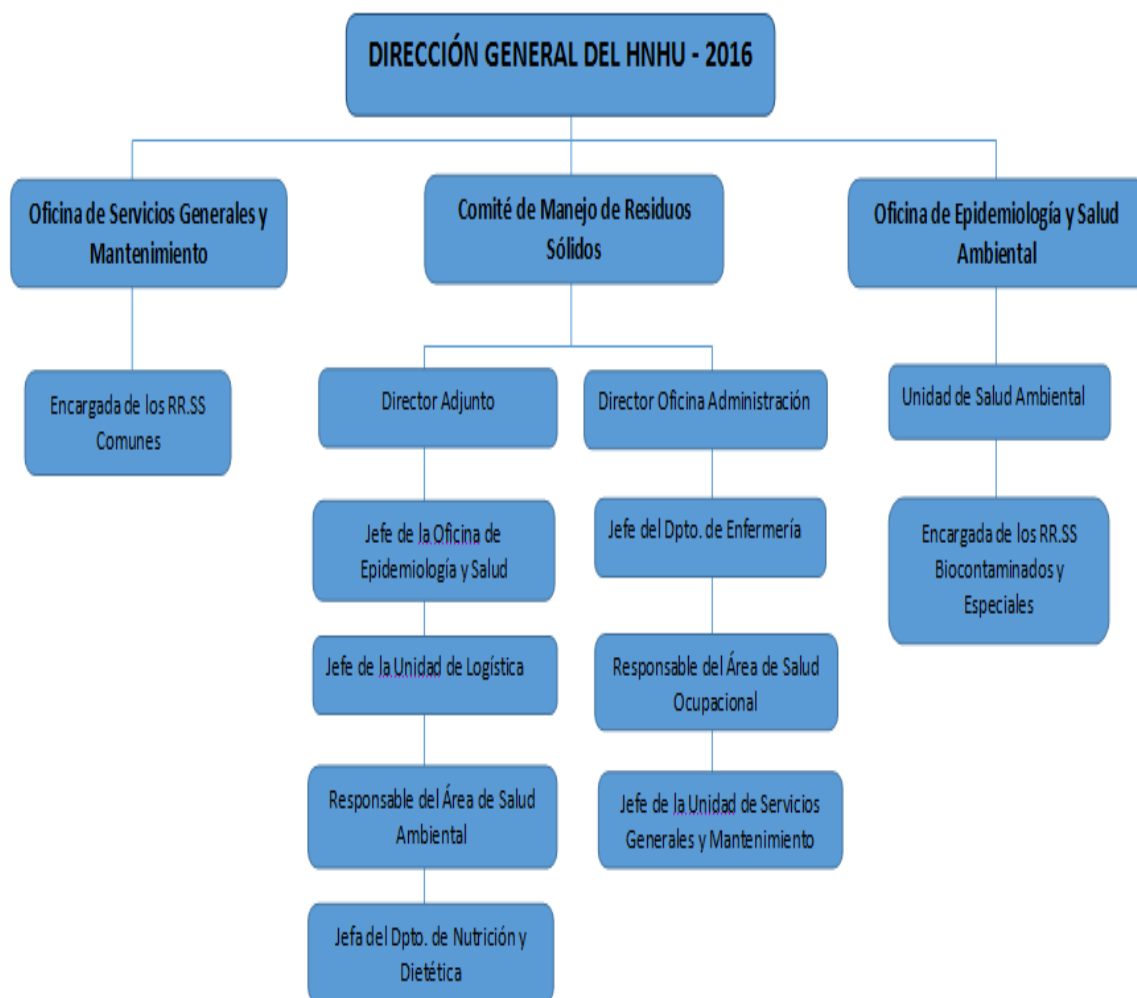 DIRECCIÓN GENERAL DEL HNHU - 2016
Oficina de Servicios Generales y
Mantenimiento
Comité de Manejo de Residuos
Sólidos
Oficina de Epidemiología y Salud
Ambiental
Encargada de los RR.SS
Comunes
Director Adjunto
Jefe de la Oficina de
Epidemiología y Salud
Jefe de la Unidad de Logística
Responsable del Área de Salud
Ambiental
Jefa del Dpto. de Nutrición y
Dietética
Director Oficina Administración
Jefe del Dpto. de Enfermería
Responsable del Área de Salud
Ocupacional
Jefe de la Unidad de Servicios
Generales y Mantenimiento
Unidad de Salud Ambiental
Encargada de los RR.SS
Biocontaminados y
Especiales